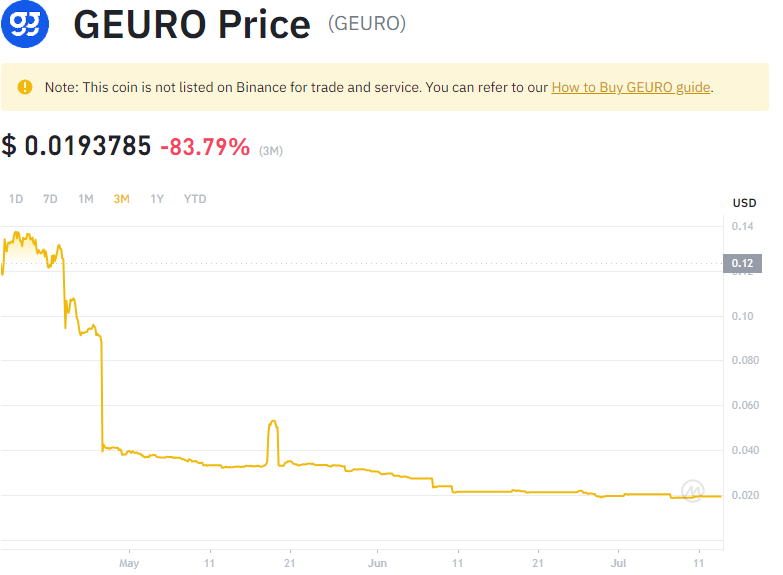 GEURO Price (GEURO)
Note: This coin is not listed on Binance for trade and service. You can refer to our How to Buy GEURO guide.
$ 0.0193785 -83.79% (3M)
1D 7D 1M 3M 1Y YTD
USD
0.14
0.12
0.12
0.10
0.080
0.060
0.040
0.020
May 11 21 Jun 11 21 Jul 11